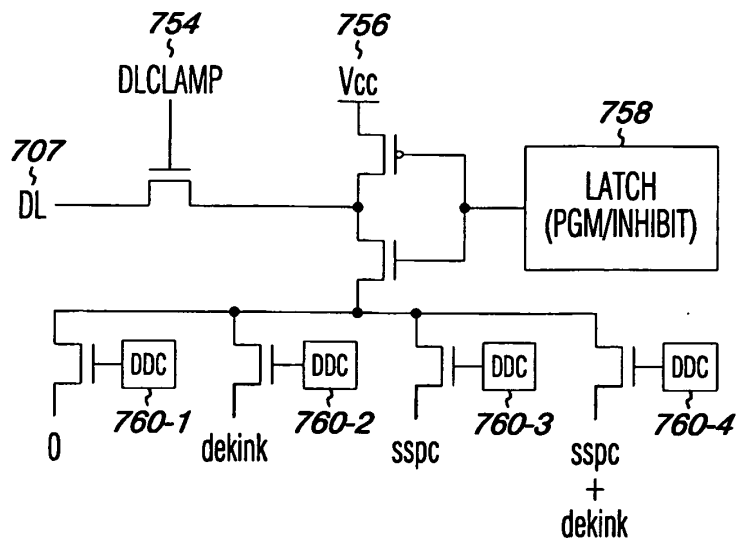 754
756
DLCLAMP
Vcc
758
707
DL
LATCH
(PGM/INHIBIT)
DDC
DDC
DDC
DDC
760-1
760-2
760-3
760-4
0
dekink
sspc
sspc
+
dekink